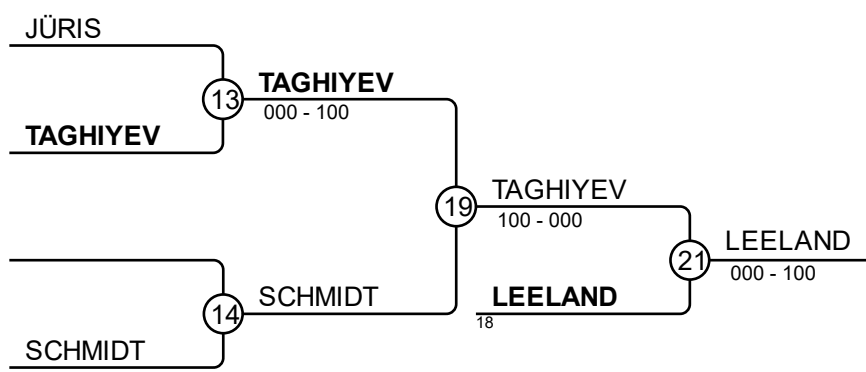 JÜRIS
13
TAGHIYEV
000 - 100
TAGHIYEV
19
TAGHIYEV
100 - 000
21
LEELAND
000 - 100
14
SCHMIDT
LEELAND
18
SCHMIDT